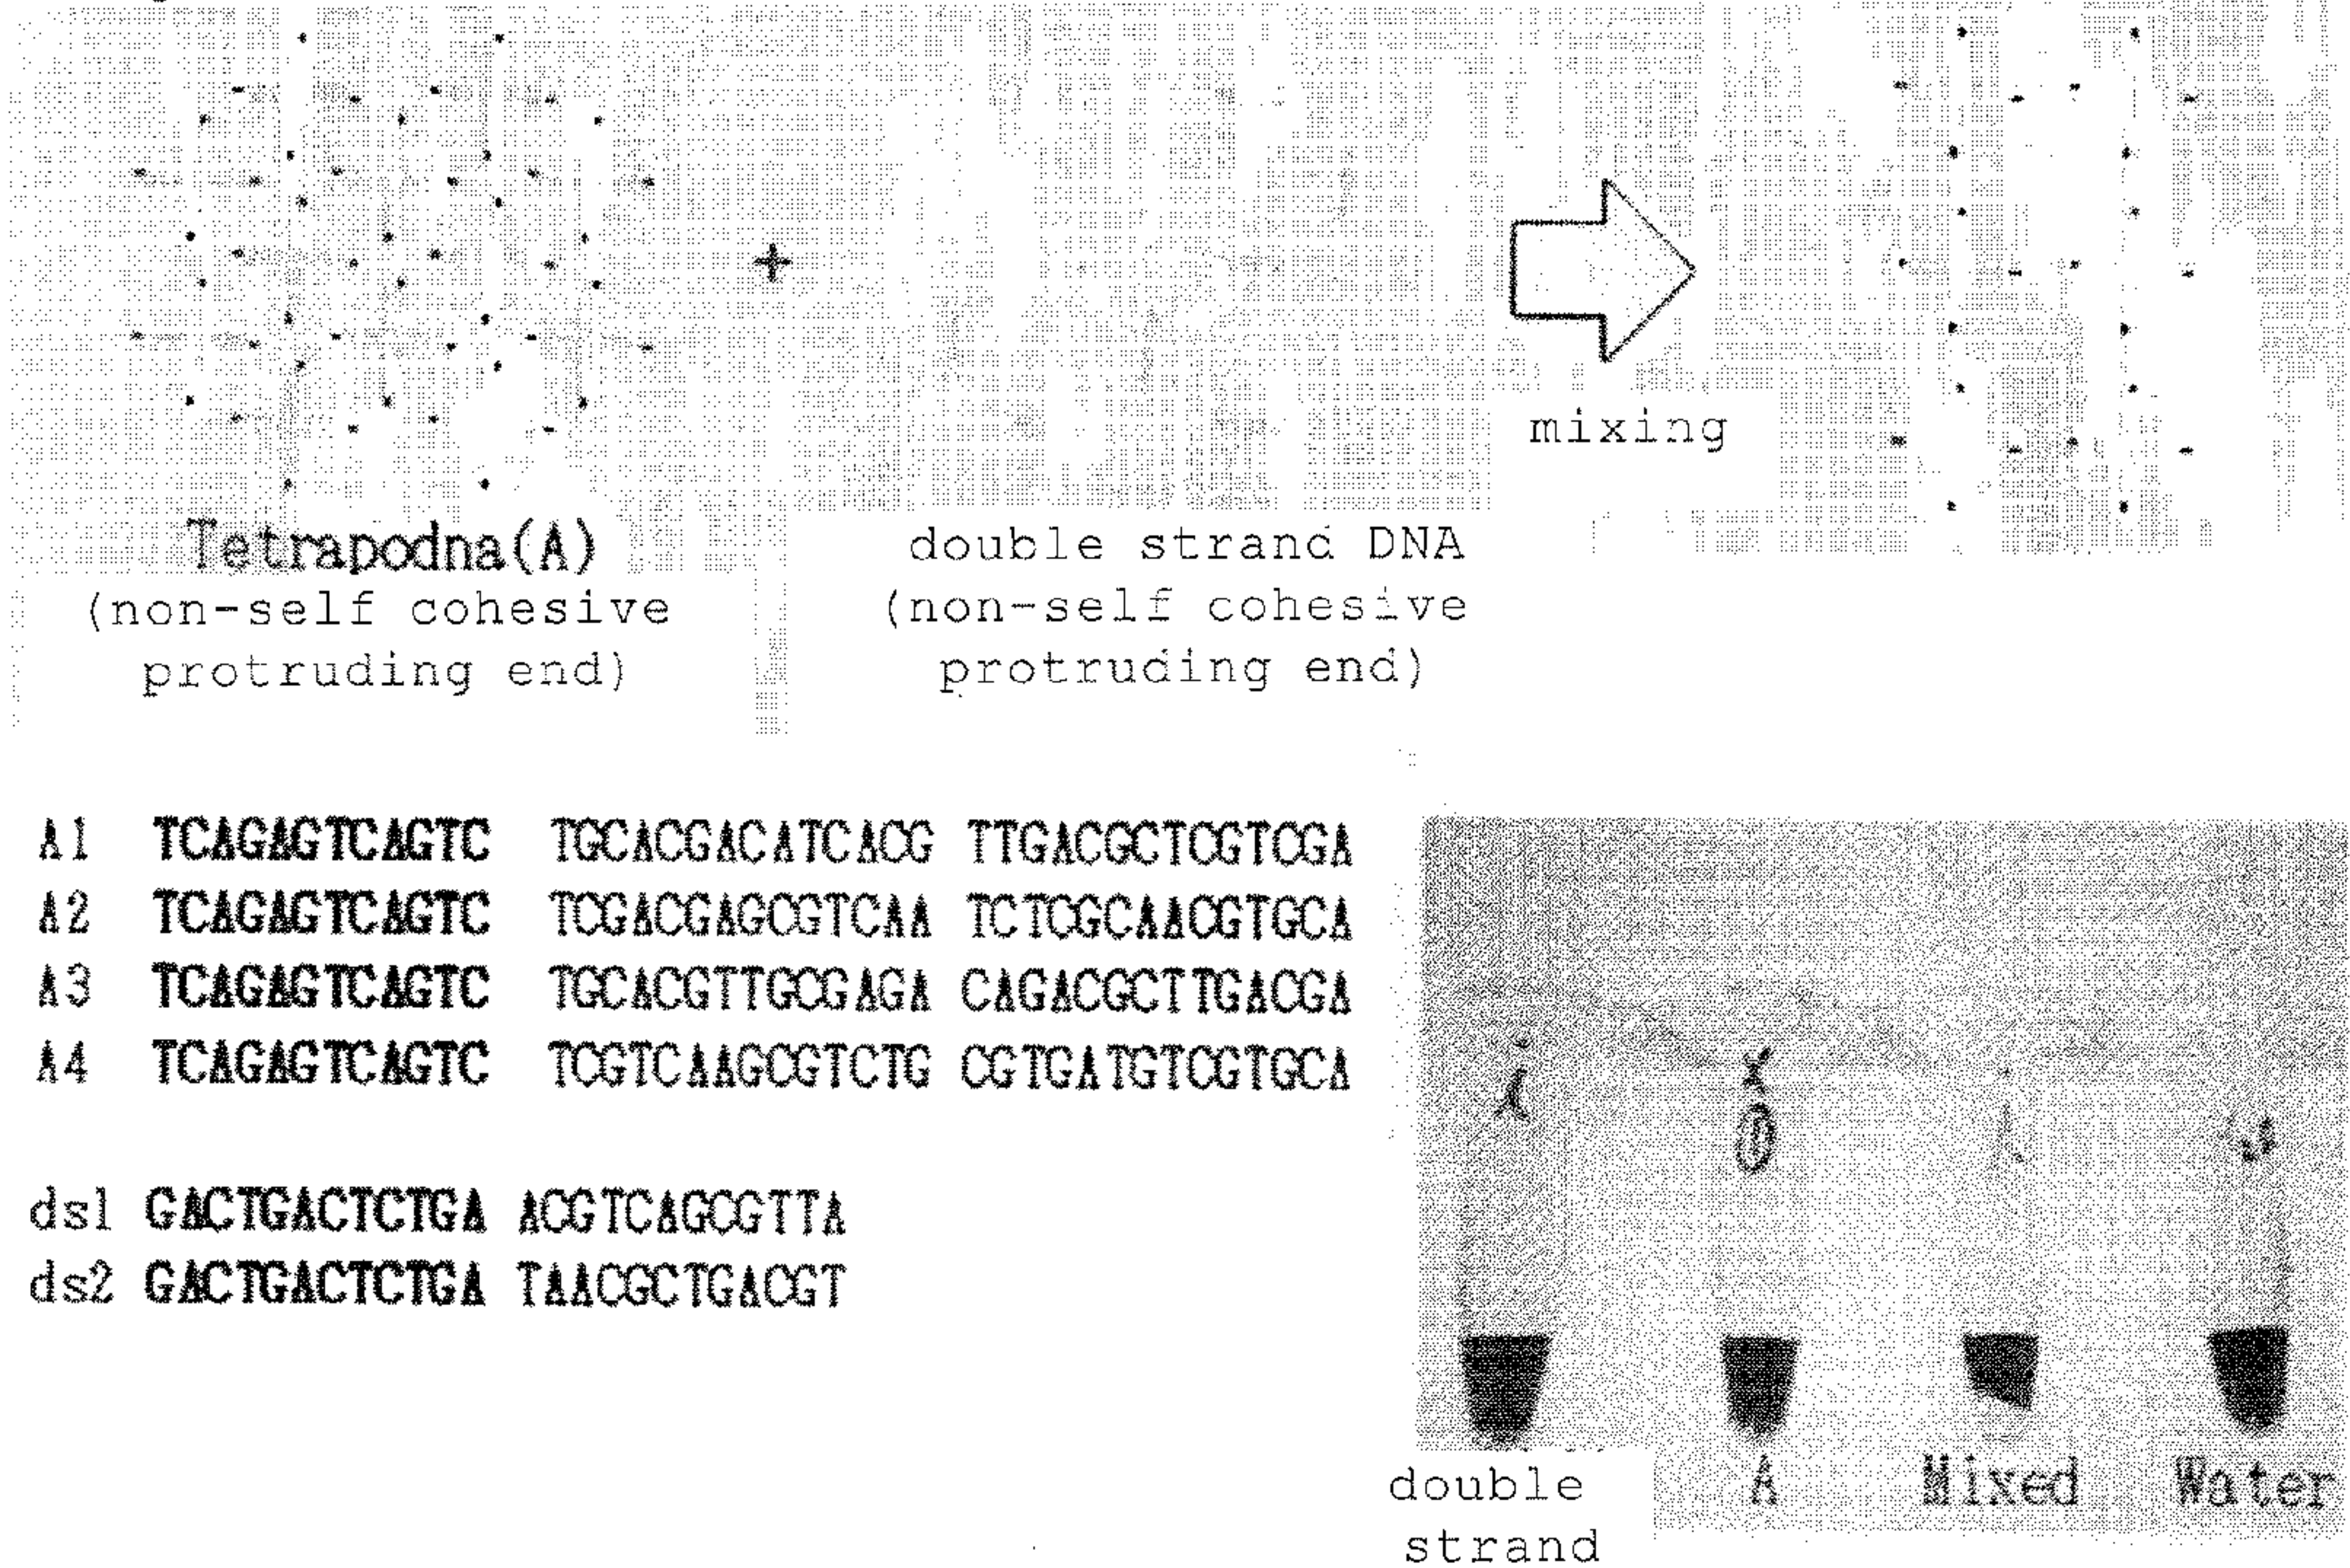 +
mixing
Tetrapodna(A)
(non-self cohesive
protruding end)
double strand DNA
(non-self cohesive
protruding end)
A1 TCAGAGTCAGTC TGCACGACATCACG TTGACGCTCGTCGA
A2 TCAGAGTCAGTC TCGACGAGCGTCAA TCTCGCAACGTGCA
A3 TCAGAGTCAGTC TGCACGTTGCGAGA CAGACGCTTGACGA
A4 TCAGAGTCAGTC TCGTCAAGCGTCTG CGTGATGTCGTGCA
ds1 GACTGACTCTGA ACGTCAGCGTTA
ds2 GACTGACTCTGA TAACGCTGACGT
double
strand
A
Mixed
Water